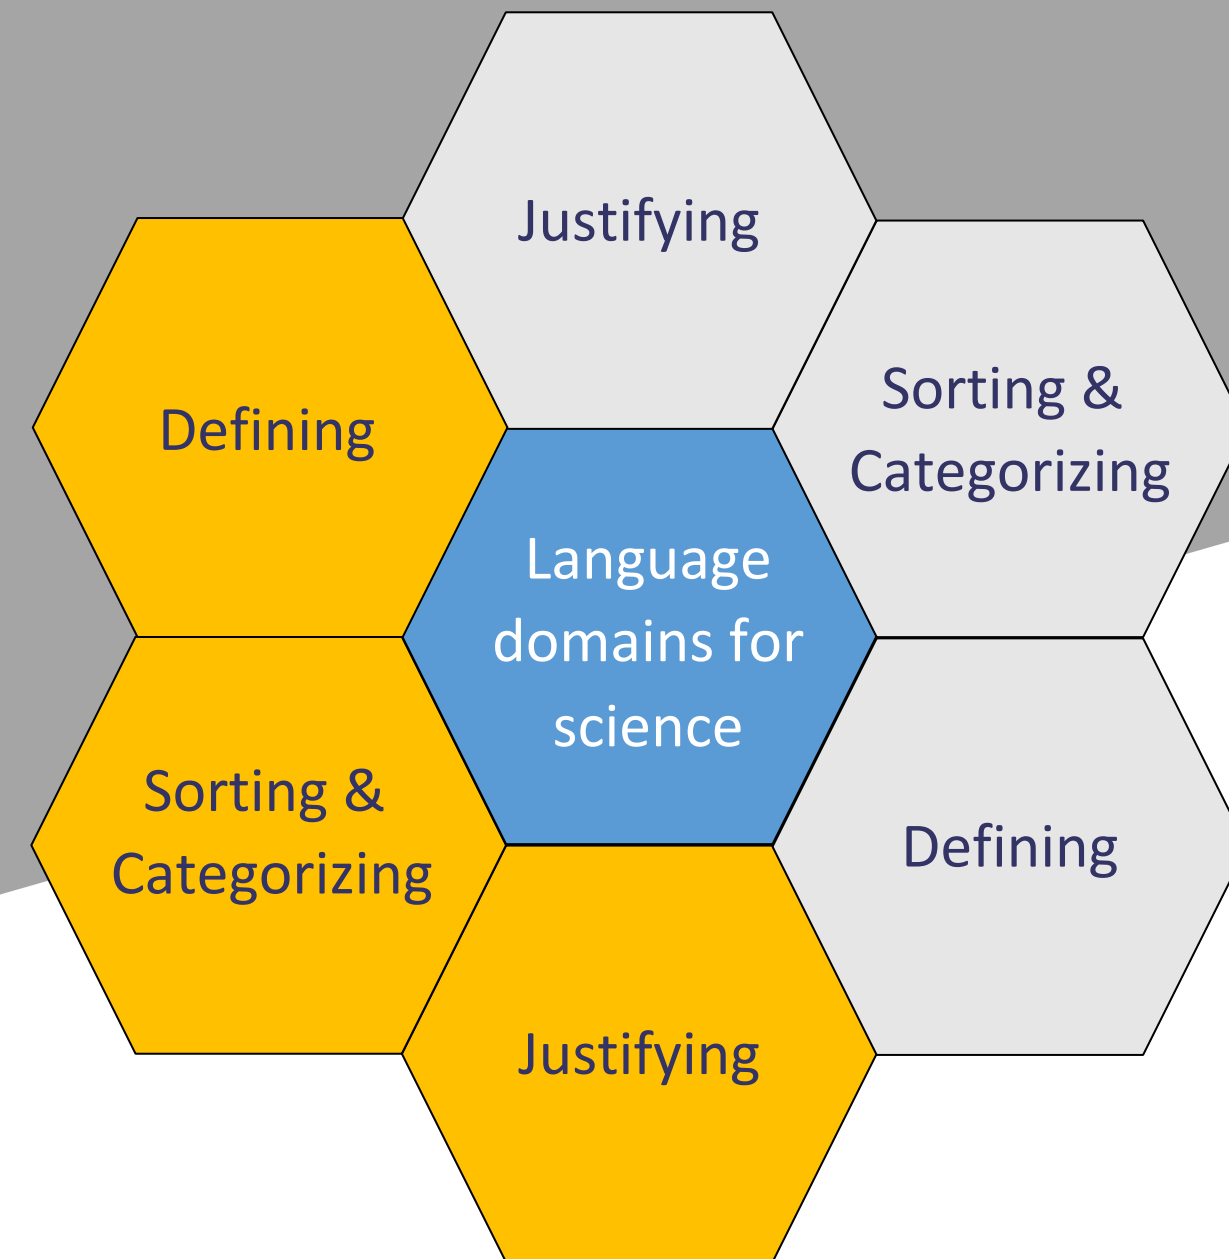 Justifying
Sorting &
Categorizing
Defining
Language
domains for
science
Sorting &
Categorizing
Defining
Justifying